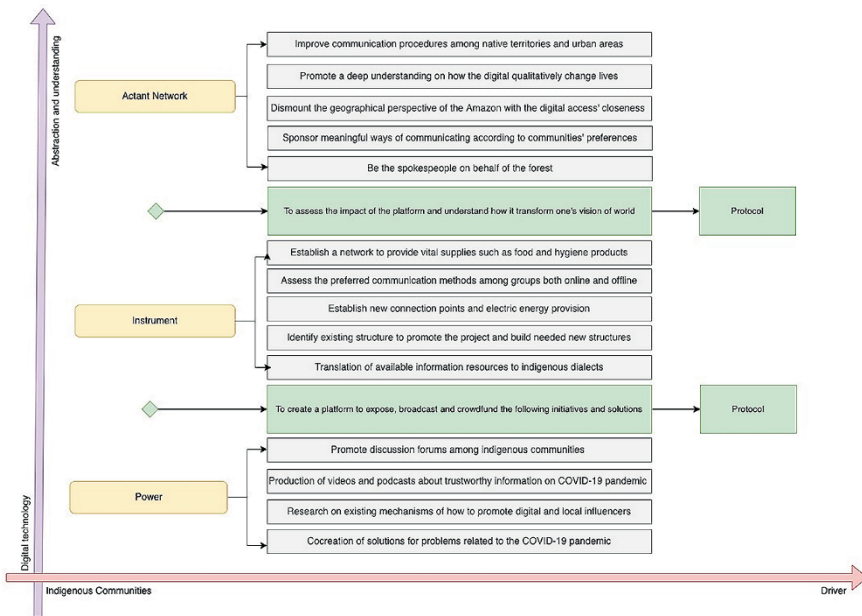 Abstraction and understanding
Actant Network
Improve communication procedures among native territories and urban areas
Promote a deep understanding on how the digital qualitatively change lives
Dismount the geographical perspective of the Amazon with the digital access' closeness
Sponsor meaningful ways of communicating according to communities' preferences
Be the spokespeople on behalf of the forest
To assess the impact of the platform and understand how it transform one's vision of world
Protocol
Instrument
Establish a network to provide vital supplies such as food and hygiene products
Assess the preferred communication methods among groups both online and offline
Establish new connection points and electric energy provision
Identify existing structure to promote the project and build needed new structures
Translation of available information resources to indigenous dialects
To create a platform to expose, broadcast and crowdfund the following initiatives and solutions
Protocol
Power
Promote discussion forums among indigenous communities
Production of videos and podcasts about trustworthy information on COVID-19 pandemic
Research on existing mechanisms of how to promote digital and local influencers
Cocreation of solutions for problems related to the COVID-19 pandemic
Digital technology
Indigenous Communities
Driver